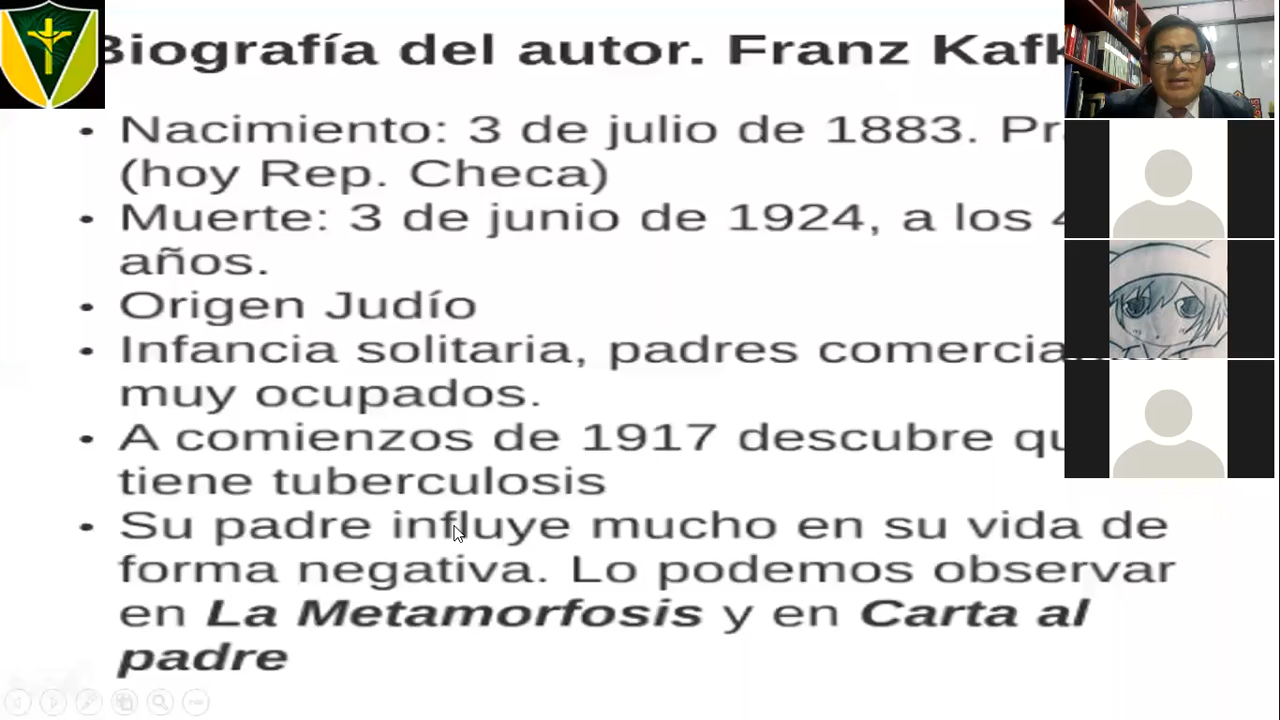 Biografía del autor. Franz Kafk
• Nacimiento: 3 de julio de 1883. Pr
(hoy Rep. Checa)
• Muerte: 3 de junio de 1924, a los 4
años.
• Origen Judío
• Infancia solitaria, padres comercia
muy ocupados.
• A comienzos de 1917 descubre qu
tiene tuberculosis
• Su padre influye mucho en su vida de
forma negativa. Lo podemos observar
en La Metamorfosis y en Carta al
padre